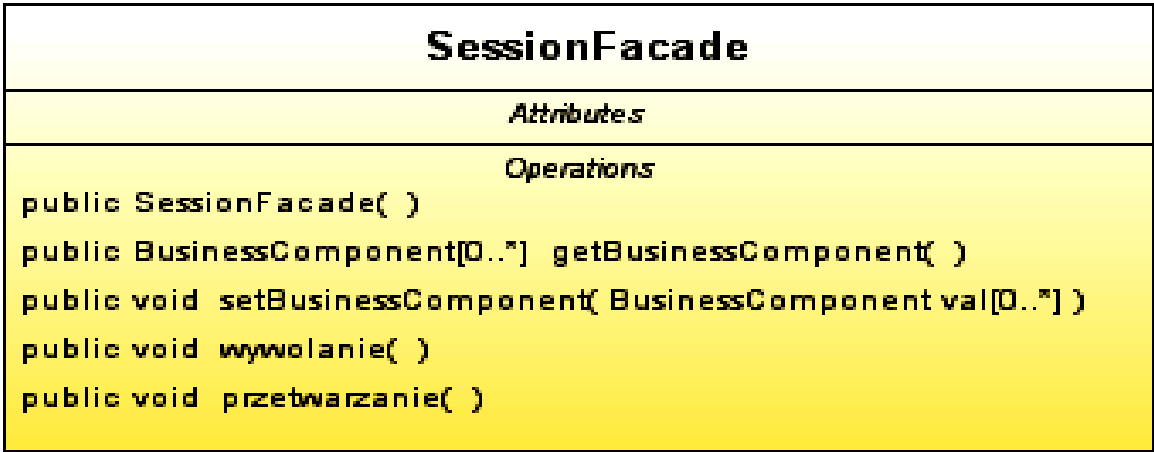 SessionFacade
Attributes
Operations
public SessionFacade( )
public BusinessComponent[0..*] getBusinessComponent( )
public void setBusinessComponent( BusinessComponent val[0..*] )
public void wywolanie( )
public void przetwarzanie( )